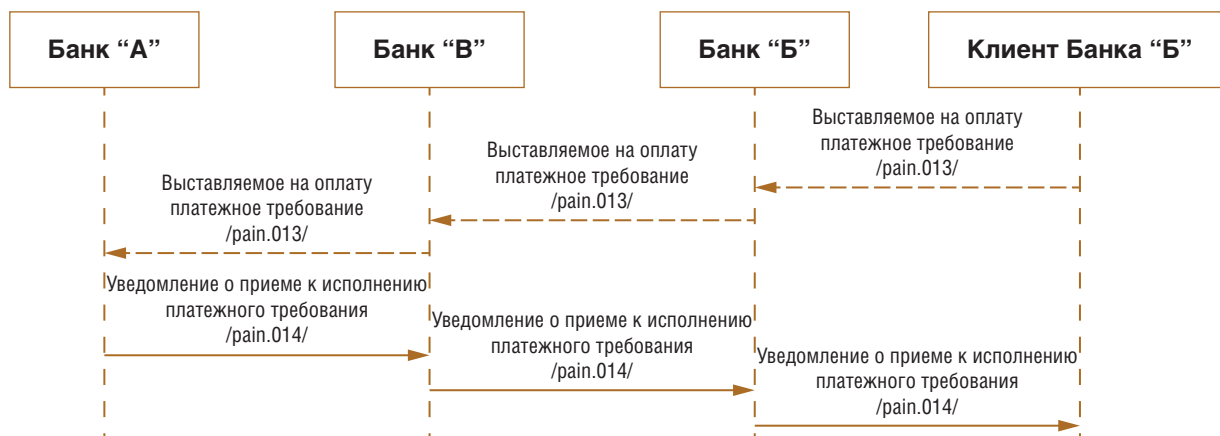 Банк “А”
Банк “В”
Банк “Б”
Клиент Банка “Б”
Выставляемое на оплату
платежное требование
/pain.013/
Выставляемое на оплату
платежное требование
/pain.013/
Выставляемое на оплату
платежное требование
/pain.013/
Уведомление о приеме к исполнению
платежного требования
/pain.014/
Уведомление о приеме к исполнению
платежного требования
/pain.014/
Уведомление о приеме к исполнению
платежного требования
/pain.014/